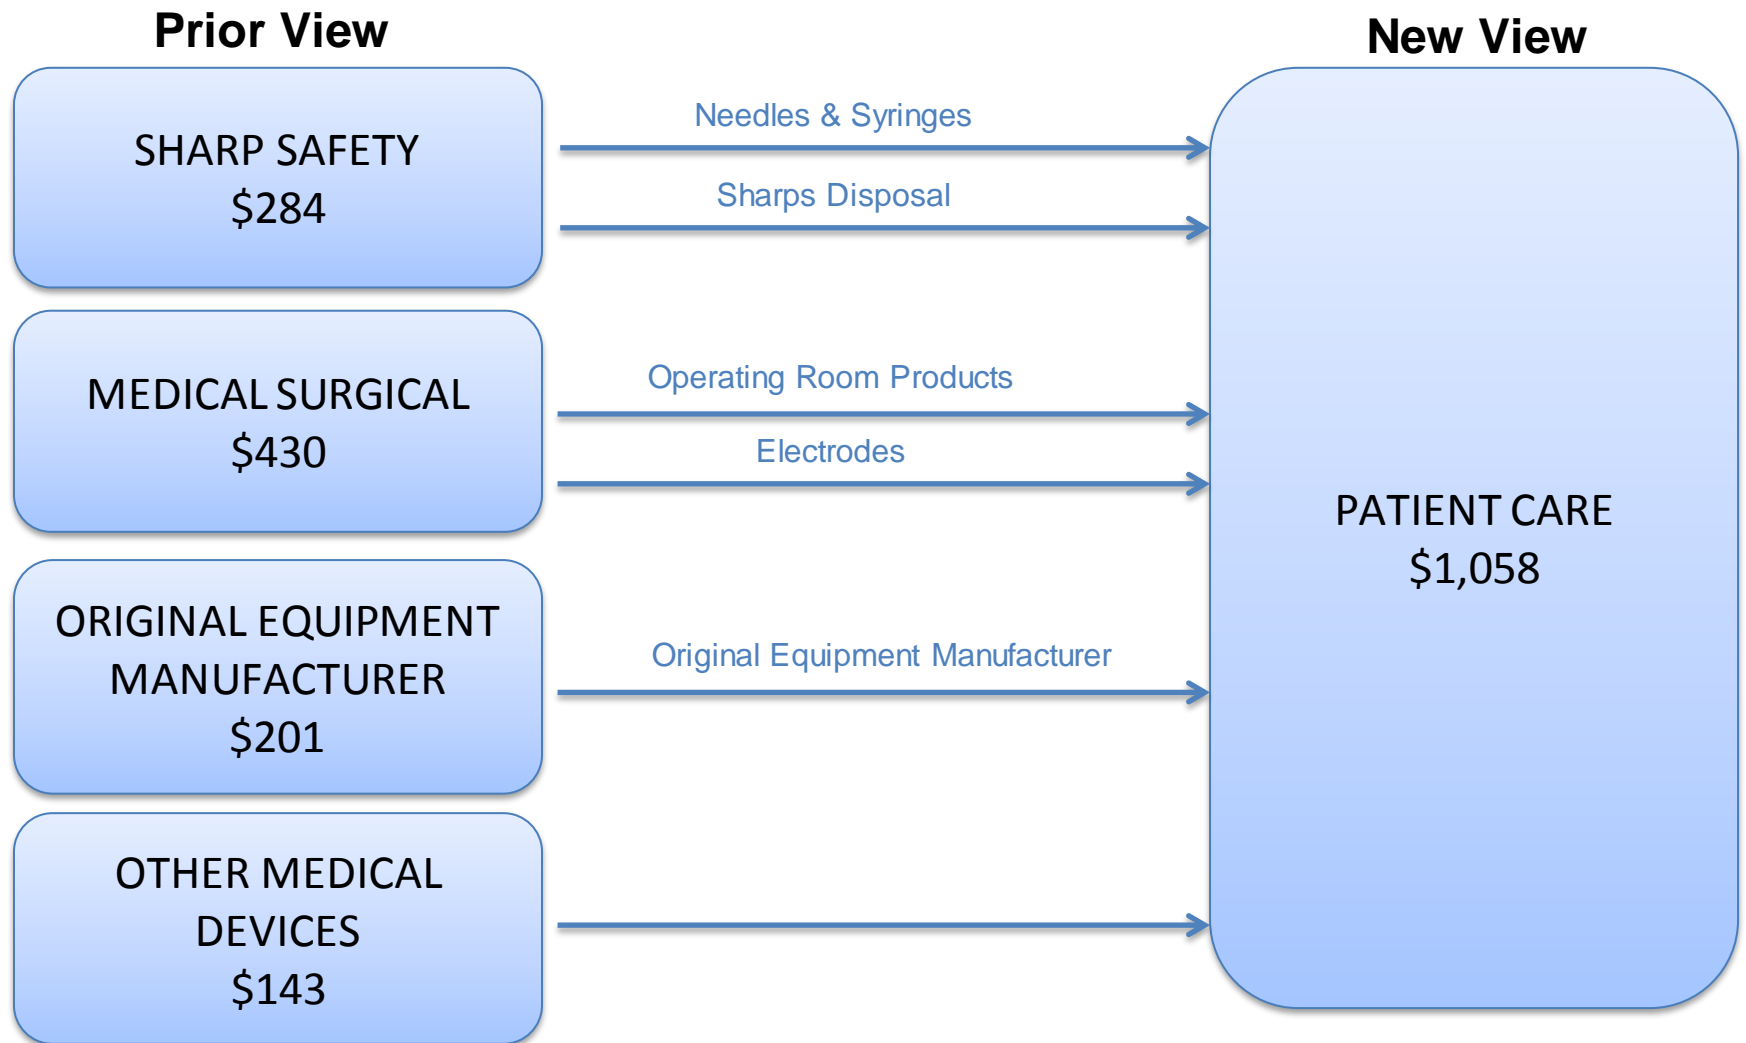 Prior View
New View
SHARP SAFETY
$284
Needles & Syringes
Sharps Disposal
MEDICAL SURGICAL
$430
Operating Room Products
Electrodes
ORIGINAL EQUIPMENT
MANUFACTURER
$201
Original Equipment Manufacturer
OTHER MEDICAL
DEVICES
$143
PATIENT CARE
$1,058